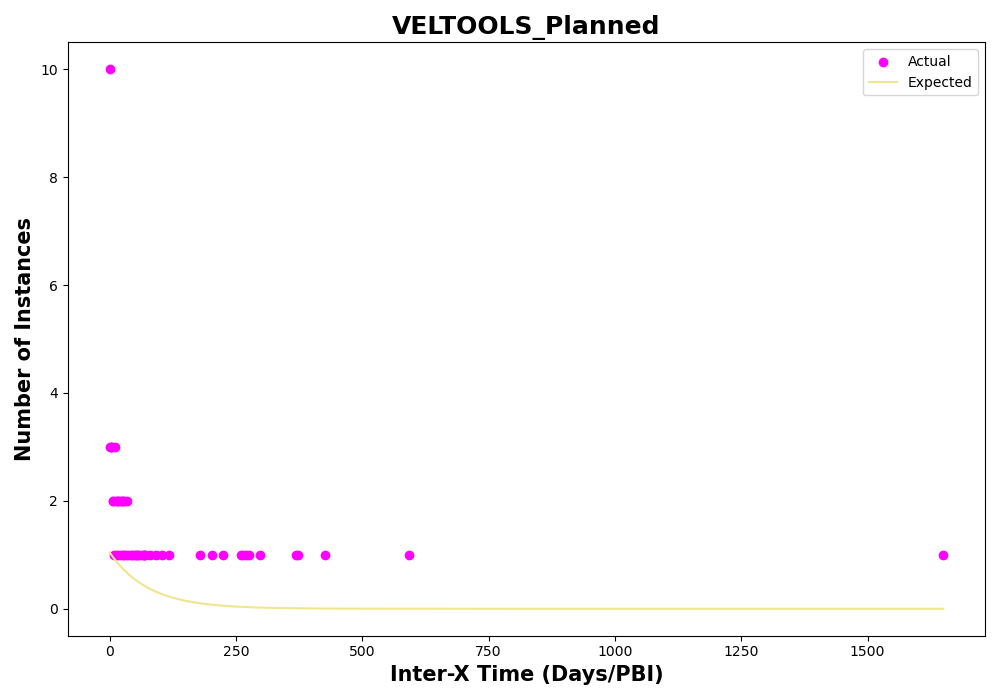 VELTOOLS_Planned
Actual
Expected
10
8
6
4
2
0
Number of Instances
0 250 500 750 1000 1250 1500
Inter-X Time (Days/PBI)